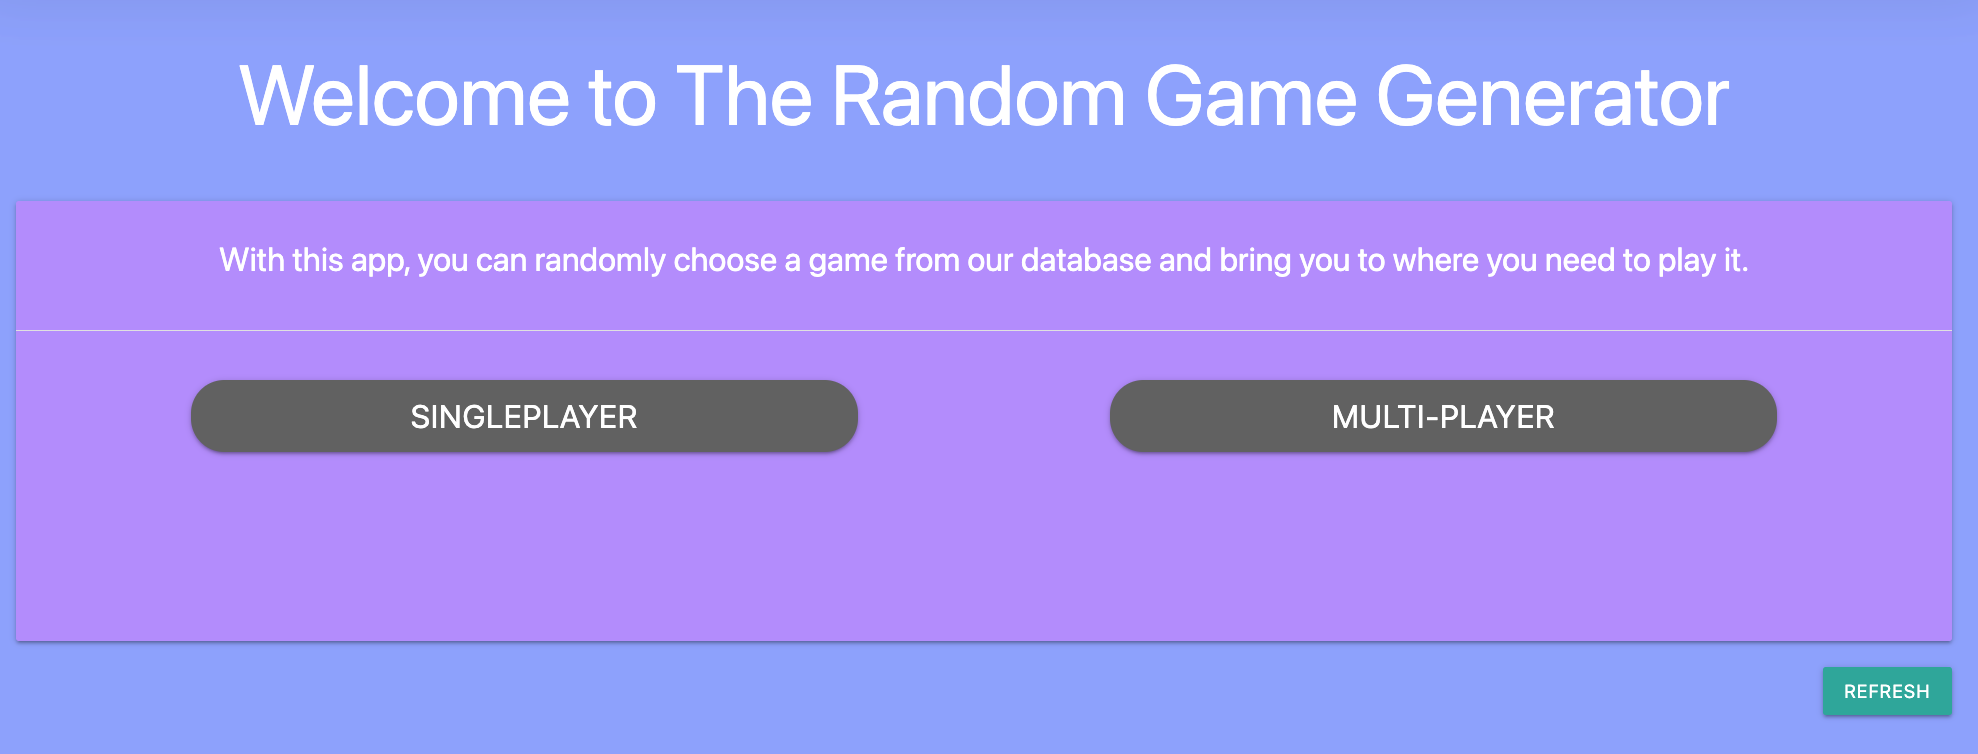 Welcome to The Random Game Generator
With this app, you can randomly choose a game from our database and bring you to where you need to play it.
SINGLEPLAYER
MULTI-PLAYER
REFRESH